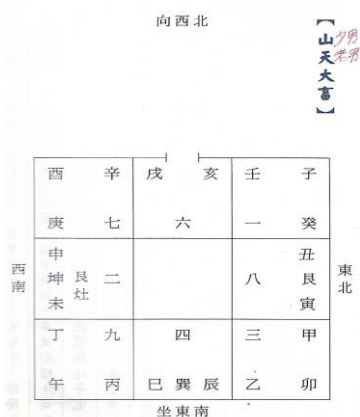 向西北
【山天大畜】
少男
老男
酉 辛 戌 亥 壬 子
庚 七 六 一 癸
西南
申 坤 未
艮灶
二
八
丑 艮 寅
東北
丁 九 四 三 甲
午 丙 巳 巽 辰 乙 卯
坐東南